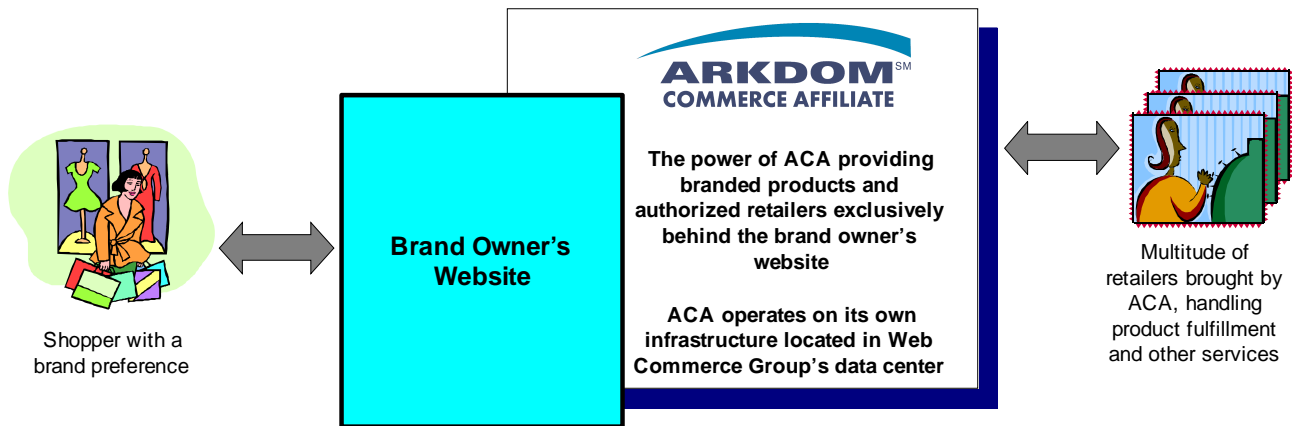 Shopper with a
brand preference
Brand Owner’s
Website
ARKDOM SM
COMMERCE AFFILIATE
The power of ACA providing
branded products and
authorized retailers exclusively
behind the brand owner’s
website
ACA operates on its own
infrastructure located in Web
Commerce Group’s data center
Multitude of
retailers brought by
ACA, handling
product fulfillment
and other services